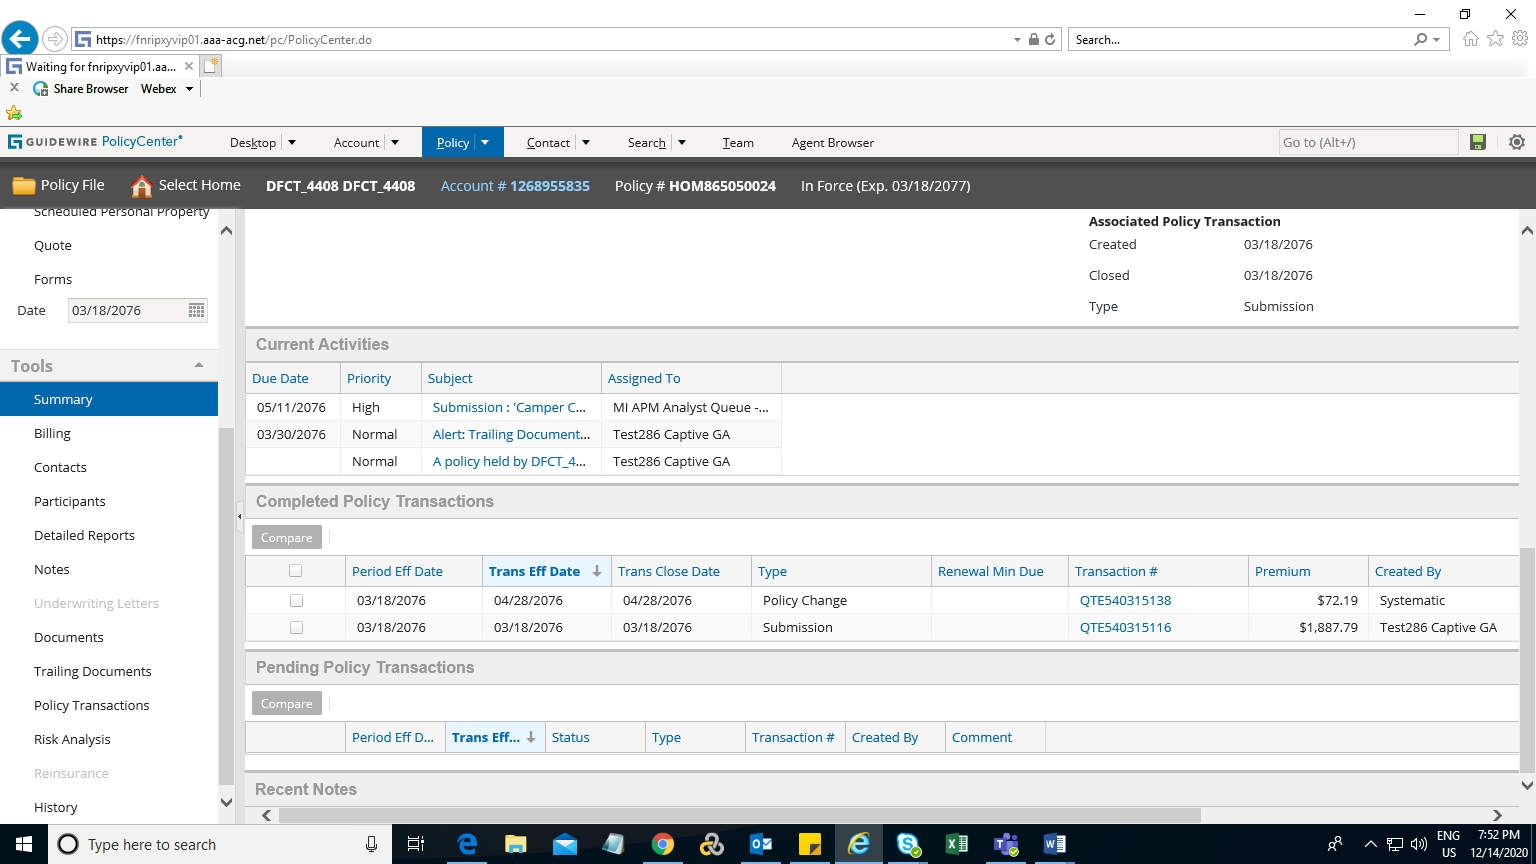 https://fnripxyvip01.aaa-acg.net/pc/PolicyCenter.do
Search...
Waiting for fnripxyvip01.aa...
x Share Browser Webex
GUIDEWIRE PolicyCenter®
Desktop Account Policy Contact Search Team Agent Browser
Go to (Alt+/)
Policy File Select Home DFCT_4408 DFCT_4408 Account # 1268955835 Policy # HOM865050024 In Force (Exp. 03/18/2077)
Scheduled Personal Property
Quote
Forms
Date 03/18/2076
Tools
Summary
Billing
Contacts
Participants
Detailed Reports
Notes
Underwriting Letters
Documents
Trailing Documents
Policy Transactions
Risk Analysis
Reinsurance
History
Associated Policy Transaction
Created 03/18/2076
Closed 03/18/2076
Type Submission
Current Activities
Due Date Priority Subject Assigned To
05/11/2076 High Submission : 'Camper C... MI APM Analyst Queue -...
03/30/2076 Normal Alert: Trailing Document... Test286 Captive GA
Normal A policy held by DFCT_4... Test286 Captive GA
Completed Policy Transactions
Compare
Period Eff Date Trans Eff Date Trans Close Date Type Renewal Min Due Transaction # Premium Created By
03/18/2076 04/28/2076 04/28/2076 Policy Change QTE540315138 $72.19 Systematic
03/18/2076 03/18/2076 03/18/2076 Submission QTE540315116 $1,887.79 Test286 Captive GA
Pending Policy Transactions
Compare
Period Eff D... Trans Eff... Status Type Transaction # Created By Comment
Recent Notes
Type here to search
ENG
US
7:52 PM
12/14/2020